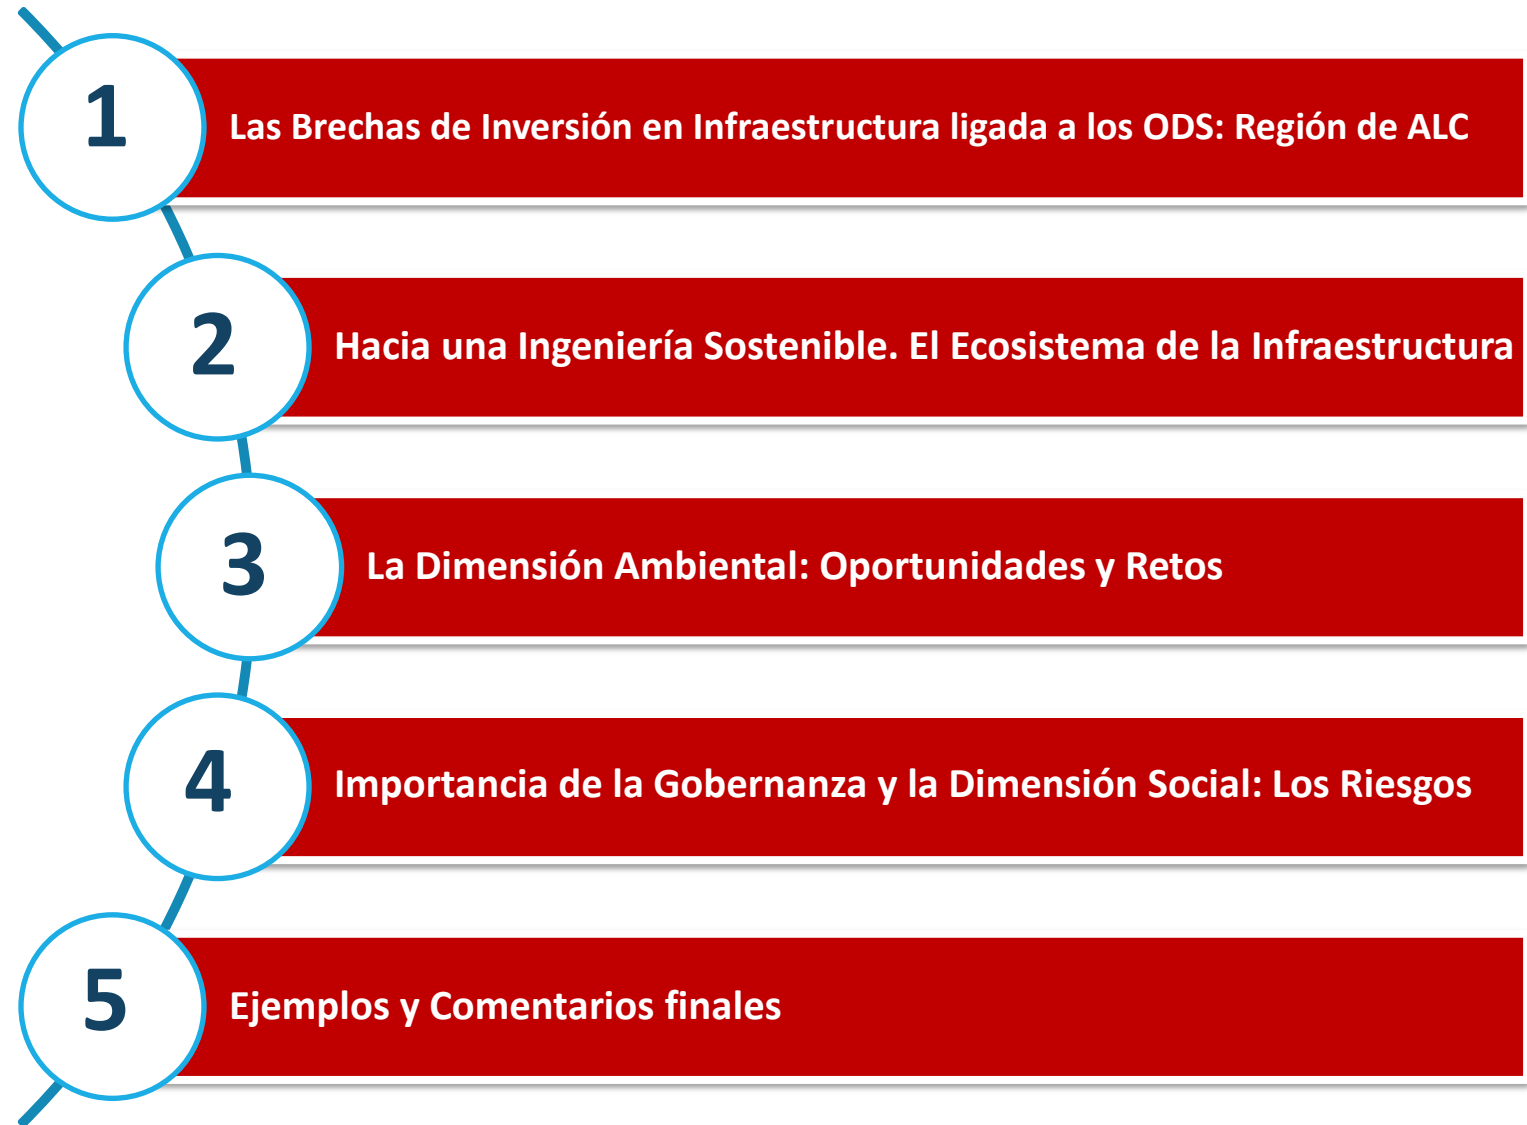 1
Las Brechas de Inversión en Infraestructura ligada a los ODS: Región de ALC
2
Hacia una Ingeniería Sostenible. El Ecosistema de la Infraestructura
3
La Dimensión Ambiental: Oportunidades y Retos
4
Importancia de la Gobernanza y la Dimensión Social: Los Riesgos
5
Ejemplos y Comentarios finales